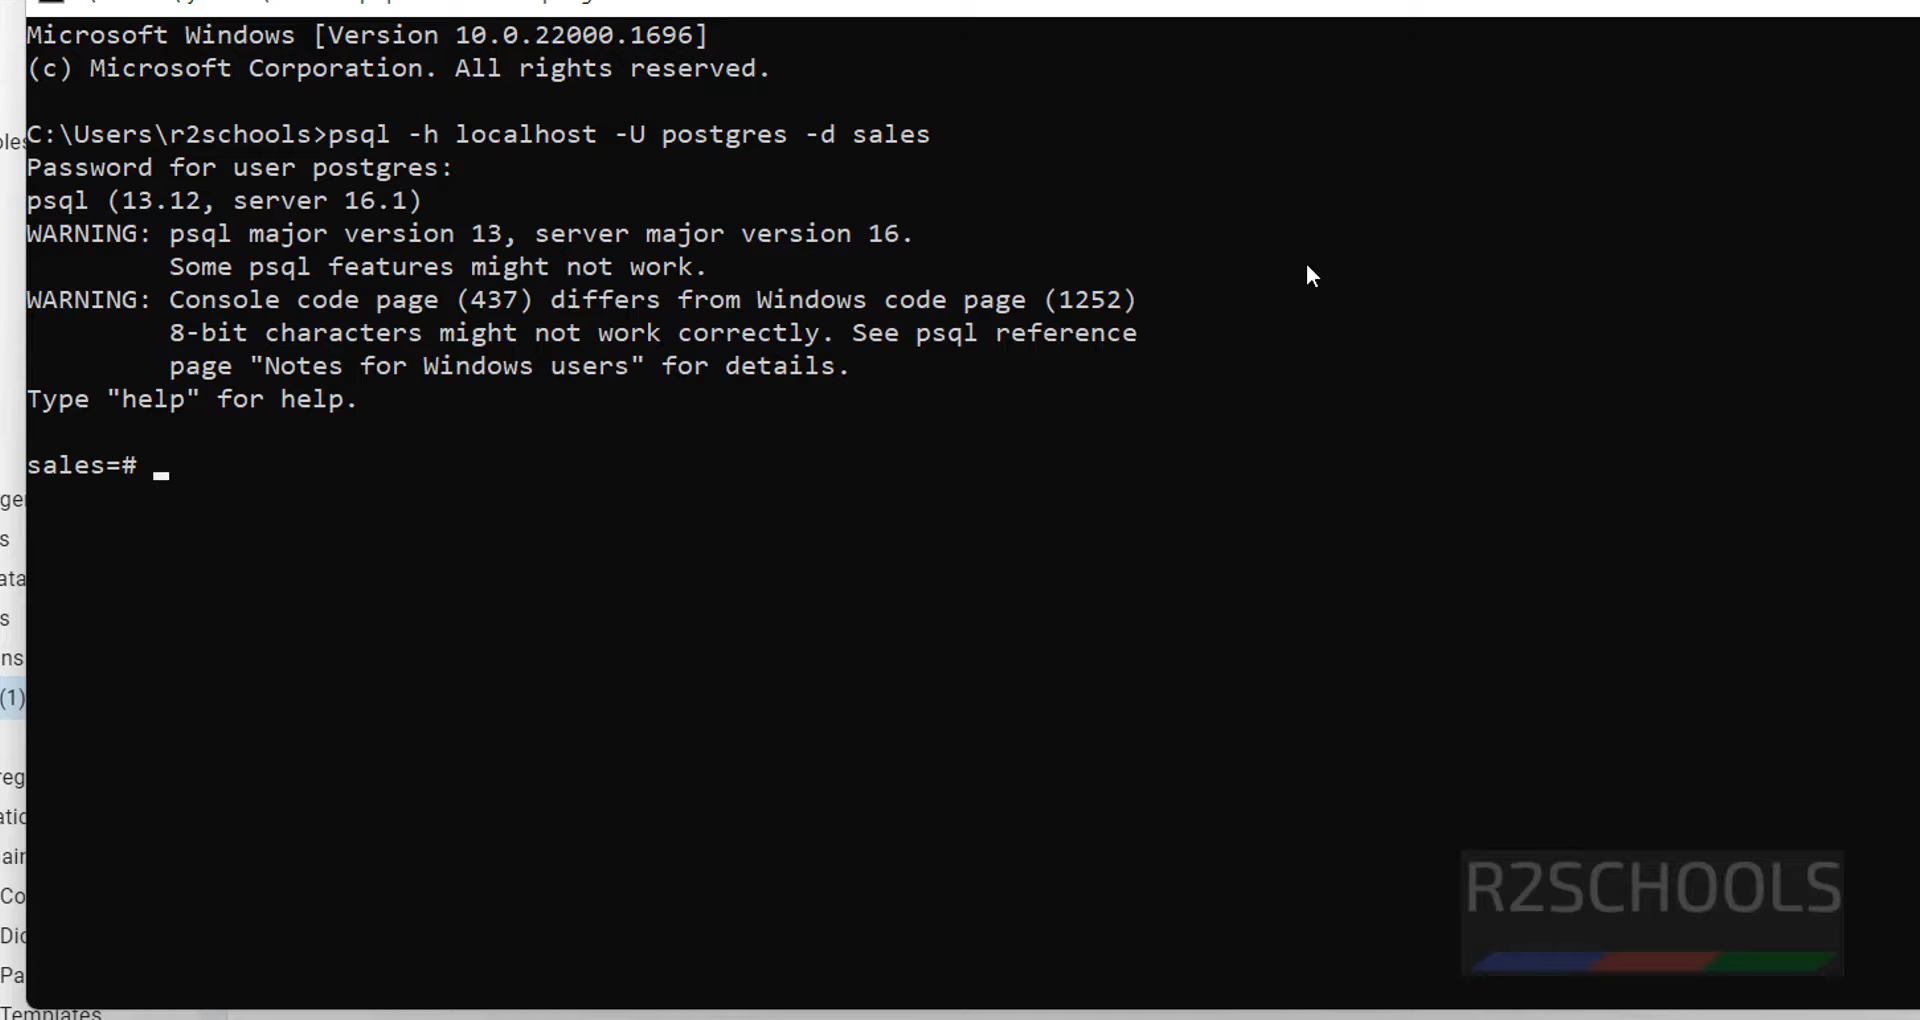 Microsoft Windows [Version 10.0.22000.1696]
(c) Microsoft Corporation. All rights reserved.
C:\Users\r2schools>psql -h localhost -U postgres -d sales
Password for user postgres:
psql (13.12, server 16.1)
WARNING: psql major version 13, server major version 16.
Some psql features might not work.
WARNING: Console code page (437) differs from Windows code page (1252)
8-bit characters might not work correctly. See psql reference
page "Notes for Windows users" for details.
Type "help" for help.
sales=#
(1)
Templates
R2SCHOOLS